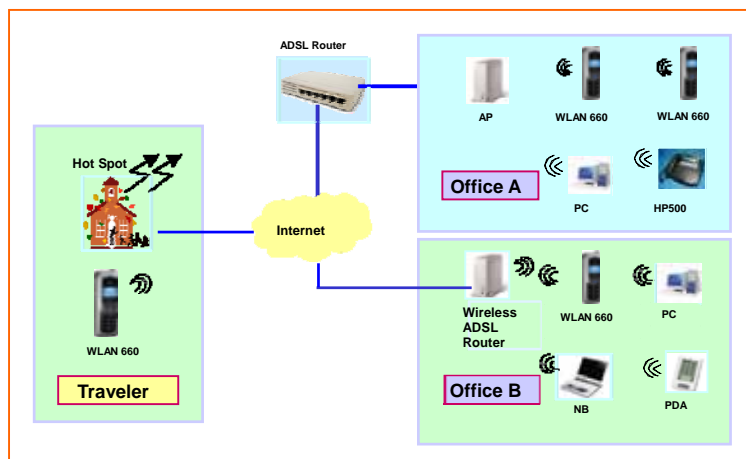 ADSL Router
AP
WLAN 660
WLAN 660
Office A
PC
HP500
Hot Spot
WLAN 660
Traveler
Internet
Wireless
ADSL
Router
WLAN 660
PC
Office B
NB
PDA